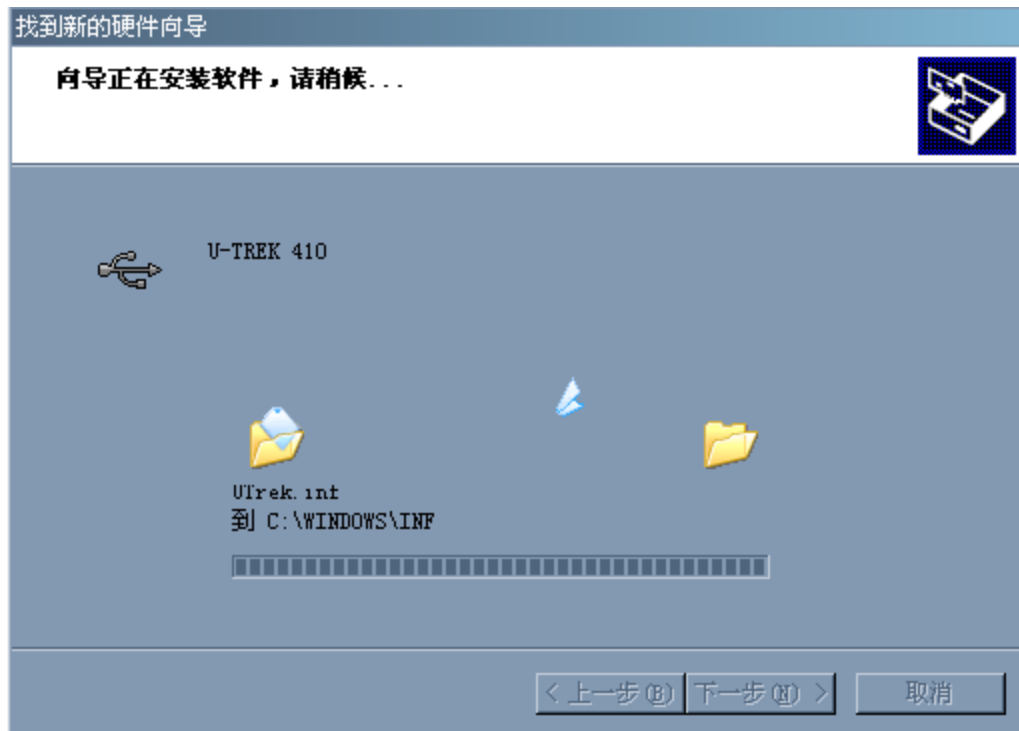 找到新的硬件向导
向导正在安装软件，请稍候...
U-TREK 410
UTrek.inf
到 C:\WINDOWS\INF
< 上一步(B)
下一步(N) >
取消